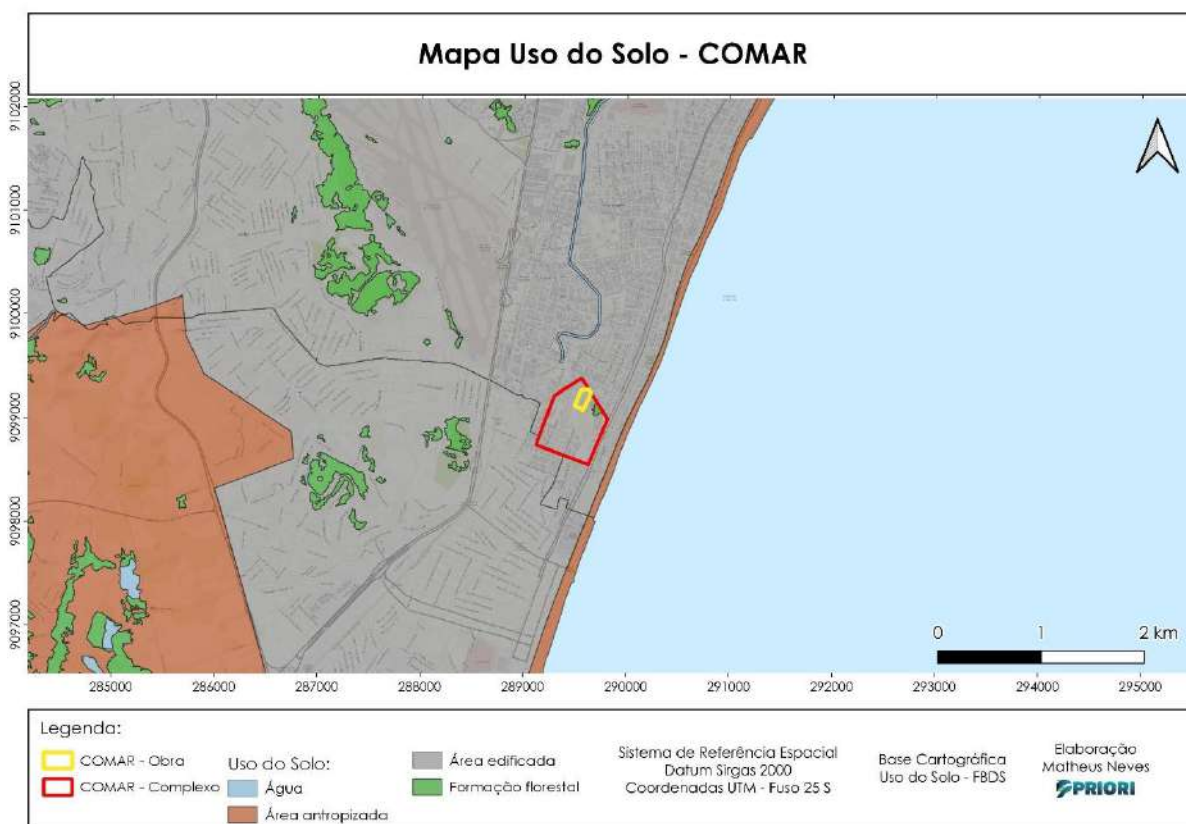 Mapa Uso do Solo - COMAR
9102000
9101000
9100000
9099000
9098000
9097000
0 1 2 km
285000 286000 287000 288000 289000 290000 291000 292000 293000 294000 295000
Legenda:
COMAR - Obra
COMAR - Complexo
Uso do Solo:
Água
Área antropizada
Área edificada
Formação florestal
Sistema de Referência Espacial
Datum Sirgas 2000
Coordenadas UTM - Fuso 25 S
Base Cartográfica
Uso do Solo - FBDS
Elaboração
Matheus Neves
PRIORI